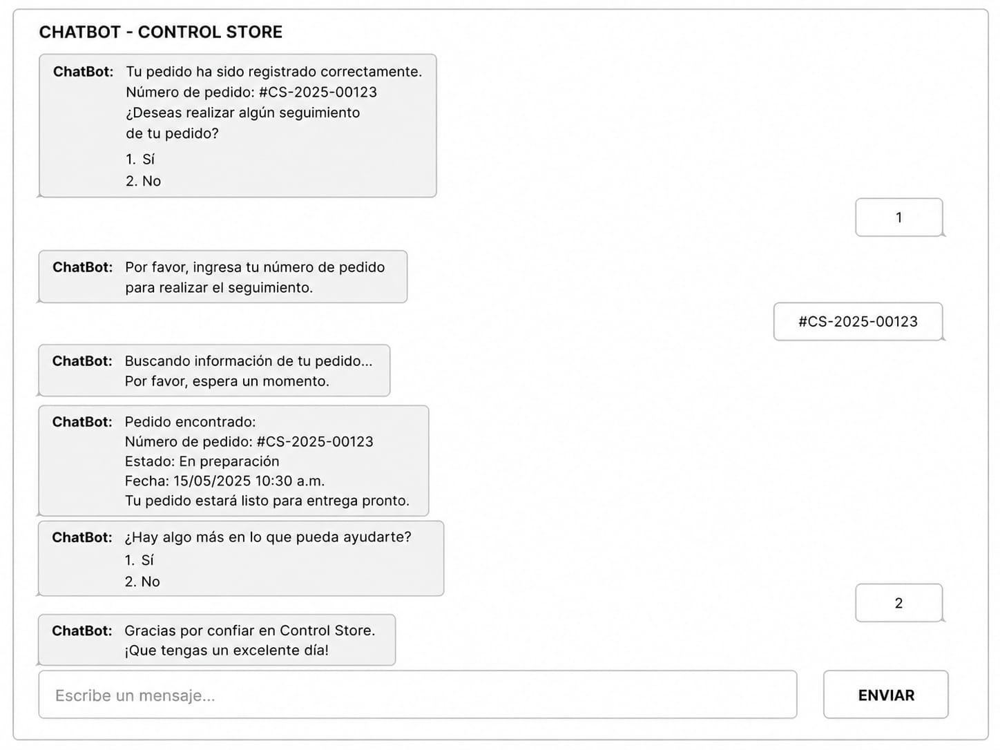 CHATBOT - CONTROL STORE
ChatBot: Tu pedido ha sido registrado correctamente.
Número de pedido: #CS-2025-00123
¿Deseas realizar algún seguimiento
de tu pedido?
1. Sí
2. No
1
ChatBot: Por favor, ingresa tu número de pedido
para realizar el seguimiento.
#CS-2025-00123
ChatBot: Buscando información de tu pedido...
Por favor, espera un momento.
ChatBot: Pedido encontrado:
Número de pedido: #CS-2025-00123
Estado: En preparación
Fecha: 15/05/2025 10:30 a.m.
Tu pedido estará listo para entrega pronto.
ChatBot: ¿Hay algo más en lo que pueda ayudarte?
1. Sí
2. No
2
ChatBot: Gracias por confiar en Control Store.
¡Que tengas un excelente día!
Escribe un mensaje...
ENVIAR